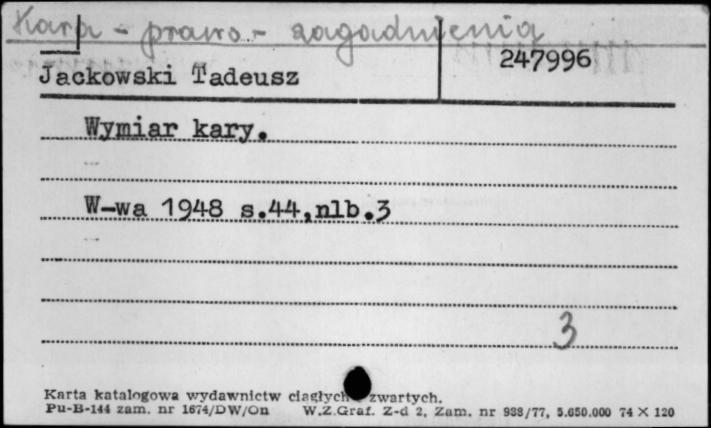 Kara - prawo - zagadnienia
247996
Jackowski Tadeusz
Wymiar kary.
W-wa 1948 s.44,nlb.3
3
Karta katalogowa wydawnictw ciągłych zwartych.
Pu-B-144 zam. nr 1674/DW/On W.Z.Graf. Z-d 2, Zam. nr 938/77, 5.650.000 74 X 120